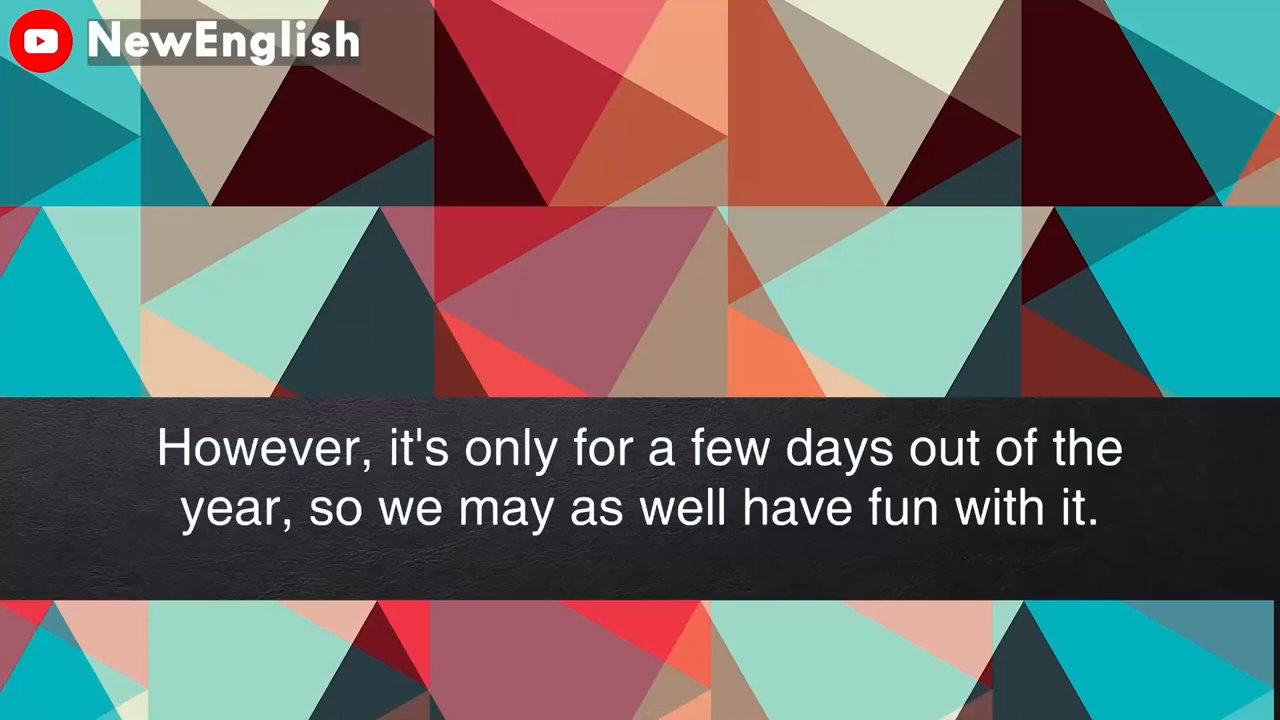 NewEnglish
However, it's only for a few days out of the
year, so we may as well have fun with it.